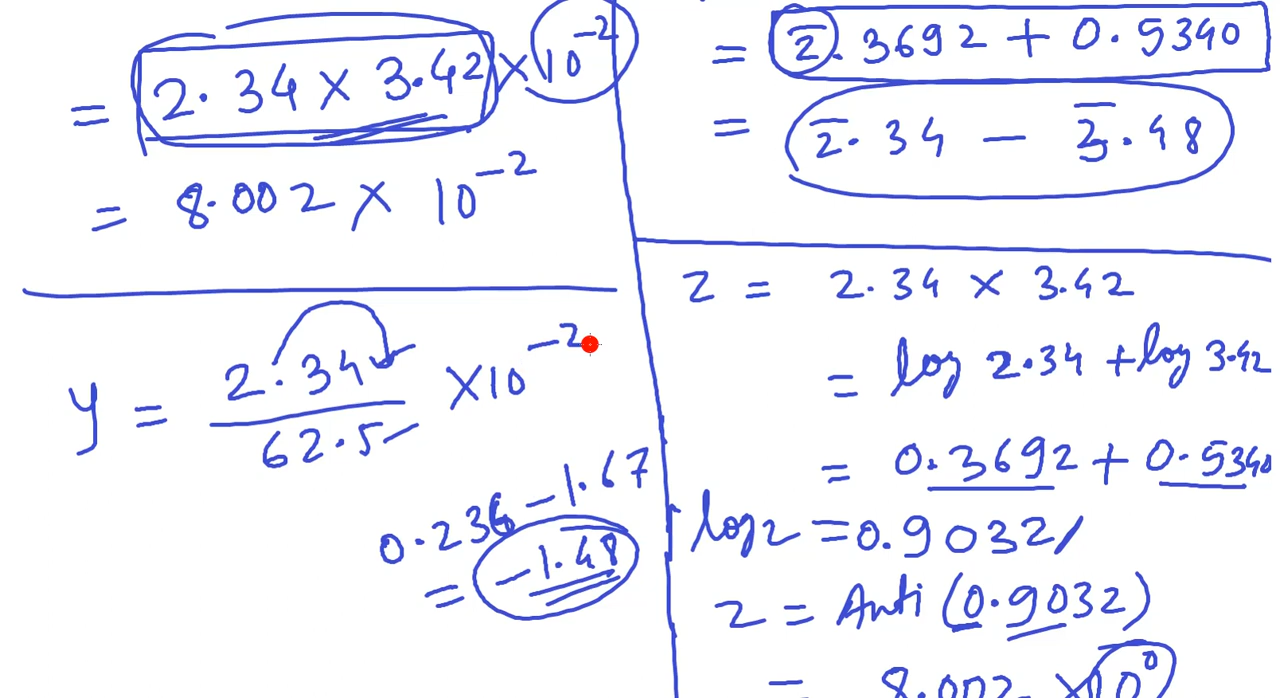 = 2.34 × 3.42 × 10⁻²
= 8.002 × 10⁻²
y = 2.34/62.5 × 10⁻²
0.234 − 1.67
= −1.48
= 2̅.3692 + 0.5340
= 2̅.34 − 3̅.48
z = 2.34 × 3.42
= log 2.34 + log 3.42
= 0.3692 + 0.5340
log z = 0.9032
z = Anti (0.9032)
= 8.002 × 10⁰